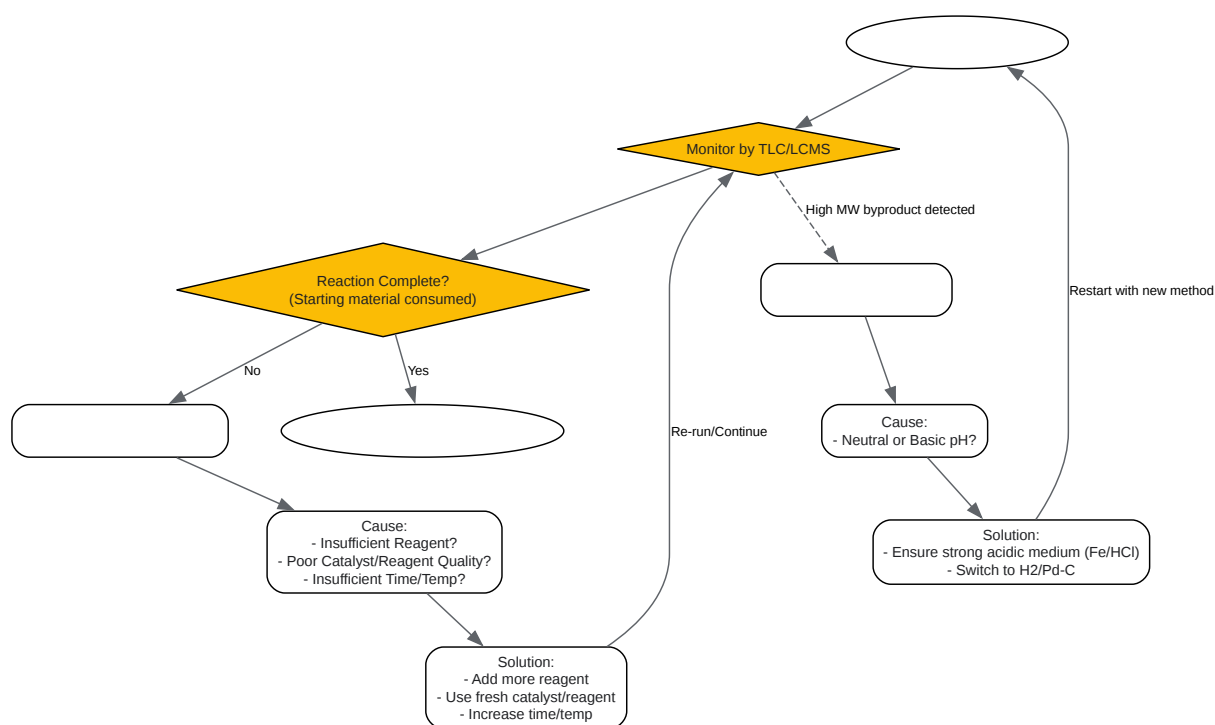 Monitor by TLC/LCMS
High MW byproduct detected
Reaction Complete?
(Starting material consumed)
Restart with new method
No
Yes
Cause:
- Neutral or Basic pH?
Re-run/Continue
Cause:
- Insufficient Reagent?
- Poor Catalyst/Reagent Quality?
- Insufficient Time/Temp?
Solution:
- Ensure strong acidic medium (Fe/HCl)
- Switch to H2/Pd-C
Solution:
- Add more reagent
- Use fresh catalyst/reagent
- Increase time/temp